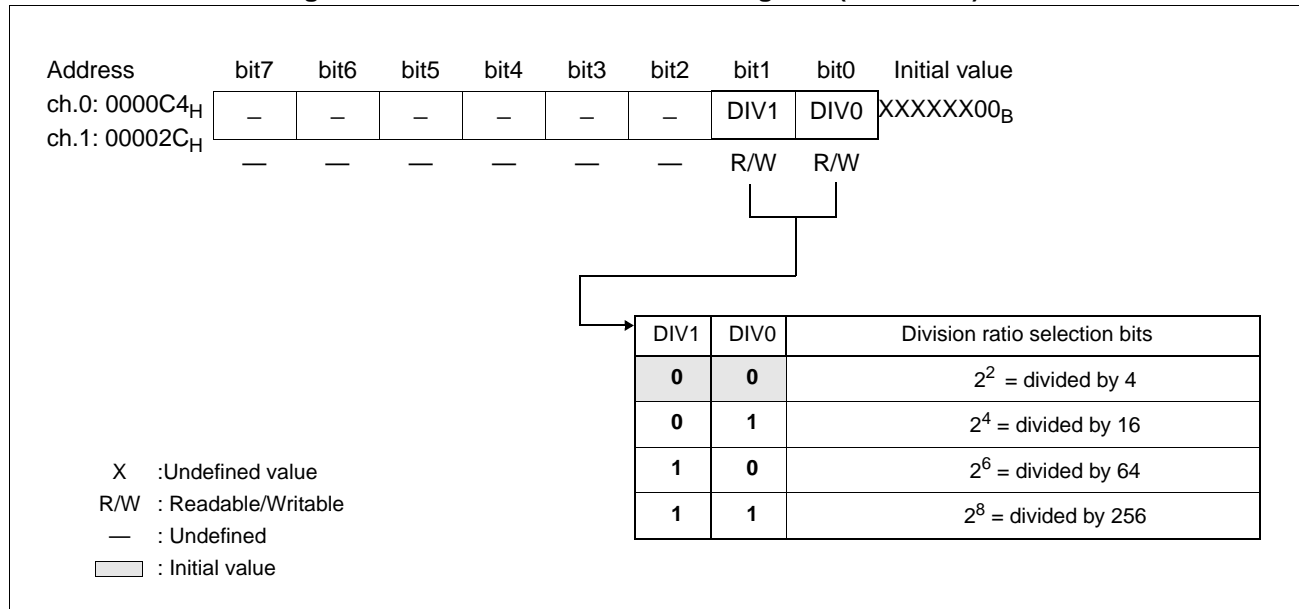 Address bit7 bit6 bit5 bit4 bit3 bit2 bit1 bit0 Initial value
ch.0: 0000C4H – – – – – – DIV1 DIV0 XXXXXX00B
ch.1: 00002CH
— — — — — — R/W R/W
DIV1 DIV0 Division ratio selection bits
0 0 2² = divided by 4
0 1 2⁴ = divided by 16
1 0 2⁶ = divided by 64
1 1 2⁸ = divided by 256
X :Undefined value
R/W : Readable/Writable
— : Undefined
: Initial value